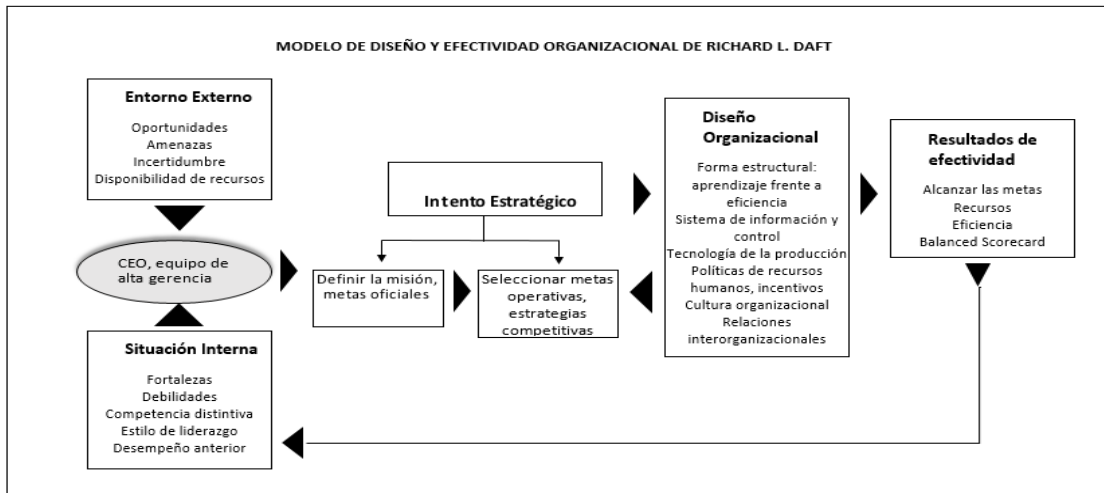 MODELO DE DISEÑO Y EFECTIVIDAD ORGANIZACIONAL DE RICHARD L. DAFT
Entorno Externo
Oportunidades
Amenazas
Incertidumbre
Disponibilidad de recursos
CEO, equipo de
alta gerencia
Situación Interna
Fortalezas
Debilidades
Competencia distintiva
Estilo de liderazgo
Desempeño anterior
Intento Estratégico
Definir la misión,
metas oficiales
Seleccionar metas
operativas,
estrategias
competitivas
Diseño
Organizacional
Forma estructural:
aprendizaje frente a
eficiencia
Sistema de información y
control
Tecnología de la producción
Políticas de recursos
humanos, incentivos
Cultura organizacional
Relaciones
interorganizacionales
Resultados de
efectividad
Alcanzar las metas
Recursos
Eficiencia
Balanced Scorecard